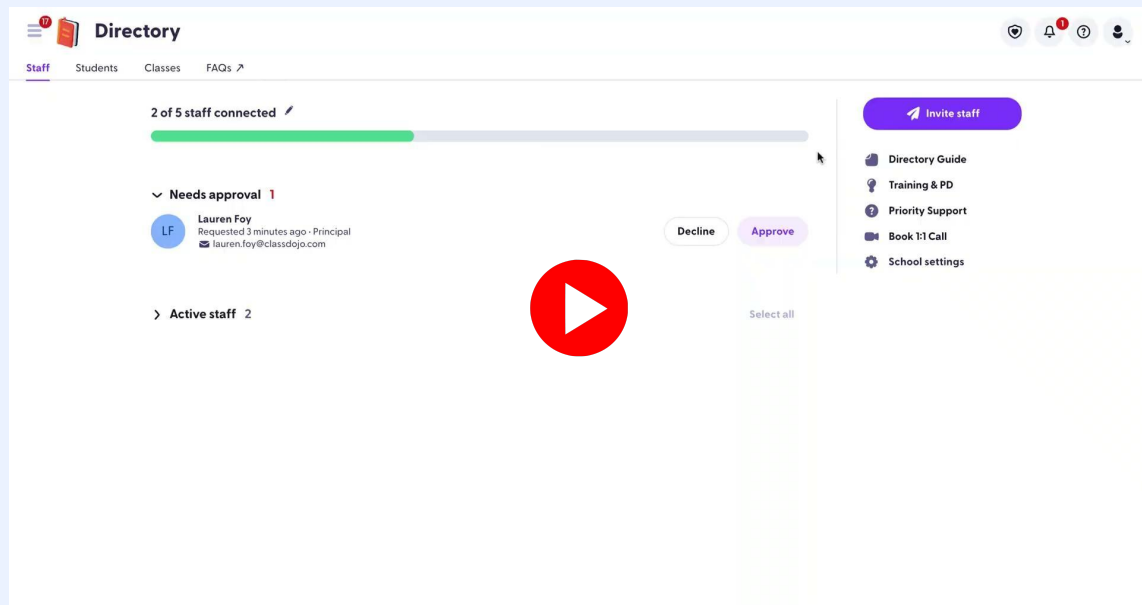 17
Directory
1
Staff Students Classes FAQs ↗
2 of 5 staff connected
Invite staff
Directory Guide
Training & PD
Priority Support
Book 1:1 Call
School settings
Needs approval 1
LF
Lauren Foy
Requested 3 minutes ago · Principal
lauren.foy@classdojo.com
Decline Approve
Active staff 2
Select all